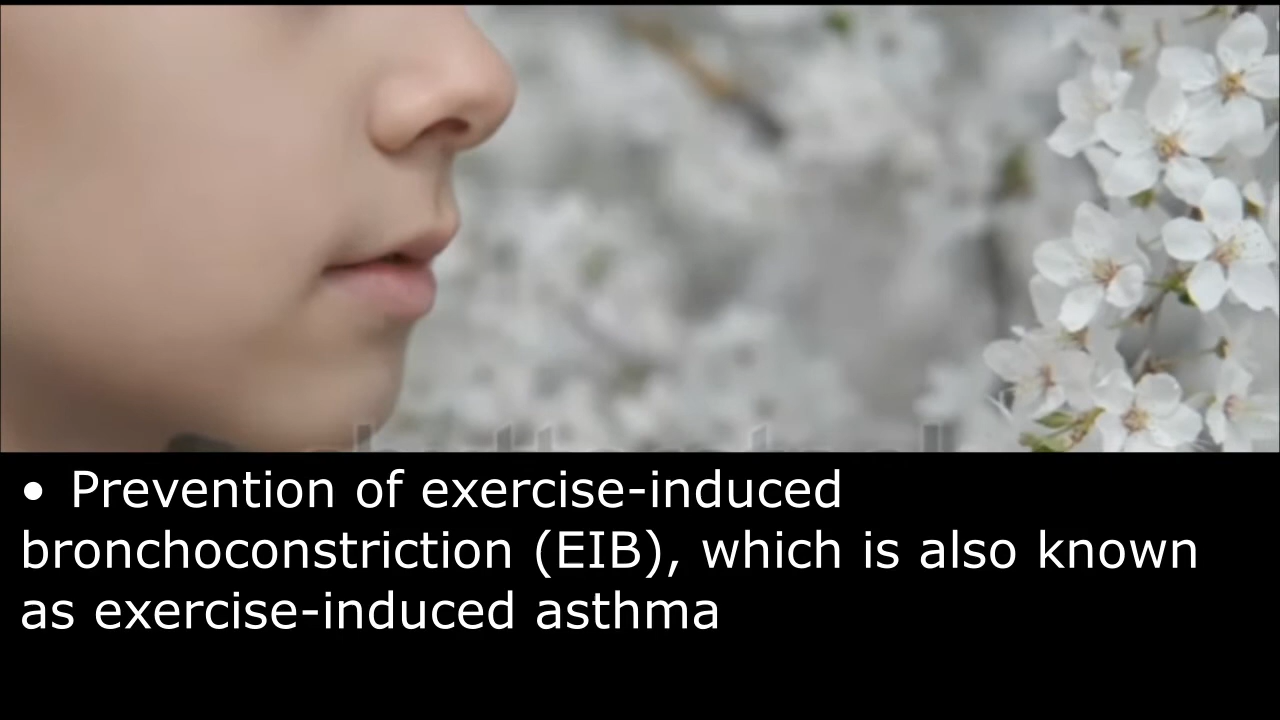 • Prevention of exercise-induced
bronchoconstriction (EIB), which is also known
as exercise-induced asthma